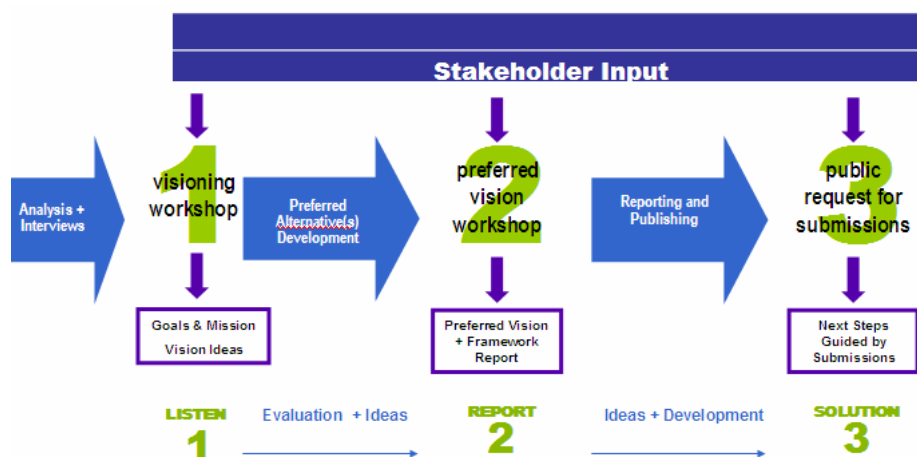 Stakeholder Input
Analysis +
Interviews
1
visioning
workshop
Preferred
Alternative(s)
Development
2
preferred
vision
workshop
Reporting and
Publishing
3
public
request for
submissions
Goals & Mission
Vision Ideas
Preferred Vision
+ Framework
Report
Next Steps
Guided by
Submissions
LISTEN
1
Evaluation + Ideas
REPORT
2
Ideas + Development
SOLUTION
3